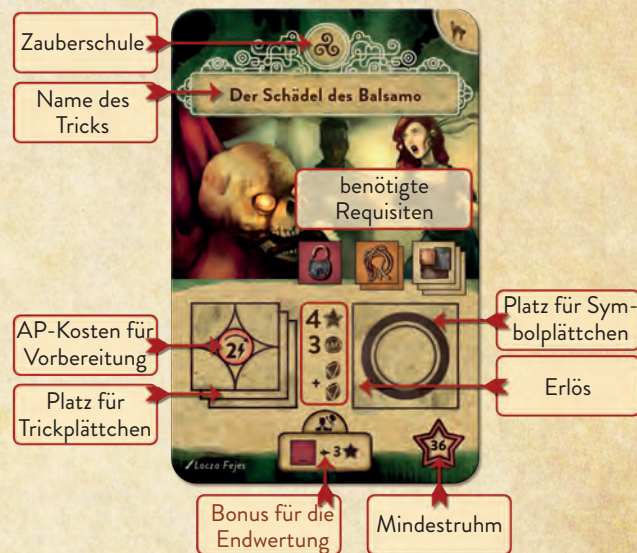 Zauberschule
Name des
Tricks
Der Schädel des Balsamo
benötigte
Requisiten
AP-Kosten für
Vorbereitung
2
4
3
+
Platz für Sym-
bolplättchen
Erlös
Platz für
Trickplättchen
+ 3
36
Laczo Fejes
Bonus für die
Endwertung
Mindestruhm